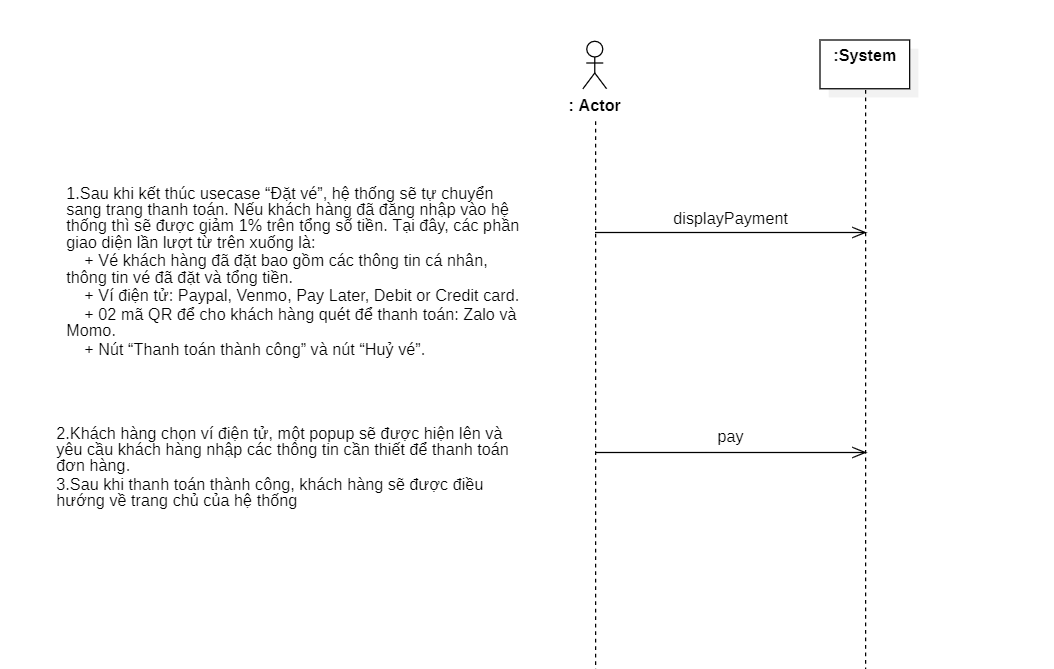 :System
: Actor
1.Sau khi kết thúc usecase “Đặt vé”, hệ thống sẽ tự chuyển
sang trang thanh toán. Nếu khách hàng đã đăng nhập vào hệ
thống thì sẽ được giảm 1% trên tổng số tiền. Tại đây, các phần
giao diện lần lượt từ trên xuống là:
+ Vé khách hàng đã đặt bao gồm các thông tin cá nhân,
thông tin vé đã đặt và tổng tiền.
+ Ví điện tử: Paypal, Venmo, Pay Later, Debit or Credit card.
+ 02 mã QR để cho khách hàng quét để thanh toán: Zalo và
Momo.
+ Nút “Thanh toán thành công” và nút “Huỷ vé”.
displayPayment
2.Khách hàng chọn ví điện tử, một popup sẽ được hiện lên và
yêu cầu khách hàng nhập các thông tin cần thiết để thanh toán
đơn hàng.
3.Sau khi thanh toán thành công, khách hàng sẽ được điều
hướng về trang chủ của hệ thống
pay